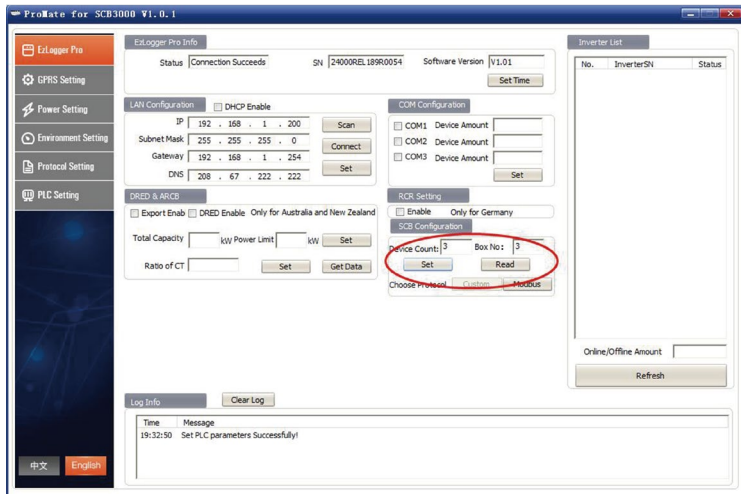 ProMate for SCB3000 V1.0.1
EzLogger Pro
GPRS Setting
Power Setting
Environment Setting
Protocol Setting
PLC Setting
中文 English
EzLogger Pro Info
Status Connection Succeeds SN 24000REL189R0054 Software Version V1.01
Set Time
LAN Configuration DHCP Enable
IP 192 . 168 . 1 . 200 Scan
Subnet Mask 255 . 255 . 255 . 0 Connect
Gateway 192 . 168 . 1 . 254
DNS 208 . 67 . 222 . 222 Set
COM Configuration
COM1 Device Amount
COM2 Device Amount
COM3 Device Amount
Set
DRED & ARCB
Export Enab DRED Enable Only for Australia and New Zealand
Total Capacity kW Power Limit kW Set
Ratio of CT Set Get Data
RCR Setting
Enable Only for Germany
SCB Configuration
Device Count: 3 Box No: 3
Set Read
Choose Protocol Custom Modbus
Inverter List
No. InverterSN Status
Online/Offline Amount
Refresh
Log Info Clear Log
Time Message
19:32:50 Set PLC parameters Successfully!